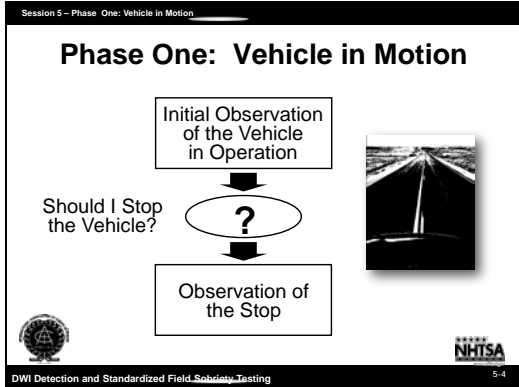 Session 5 – Phase One: Vehicle in Motion
Phase One: Vehicle in Motion
Initial Observation
of the Vehicle
in Operation
Should I Stop
the Vehicle?
?
Observation of
the Stop
NHTSA
DWI Detection and Standardized Field Sobriety Testing
5-4